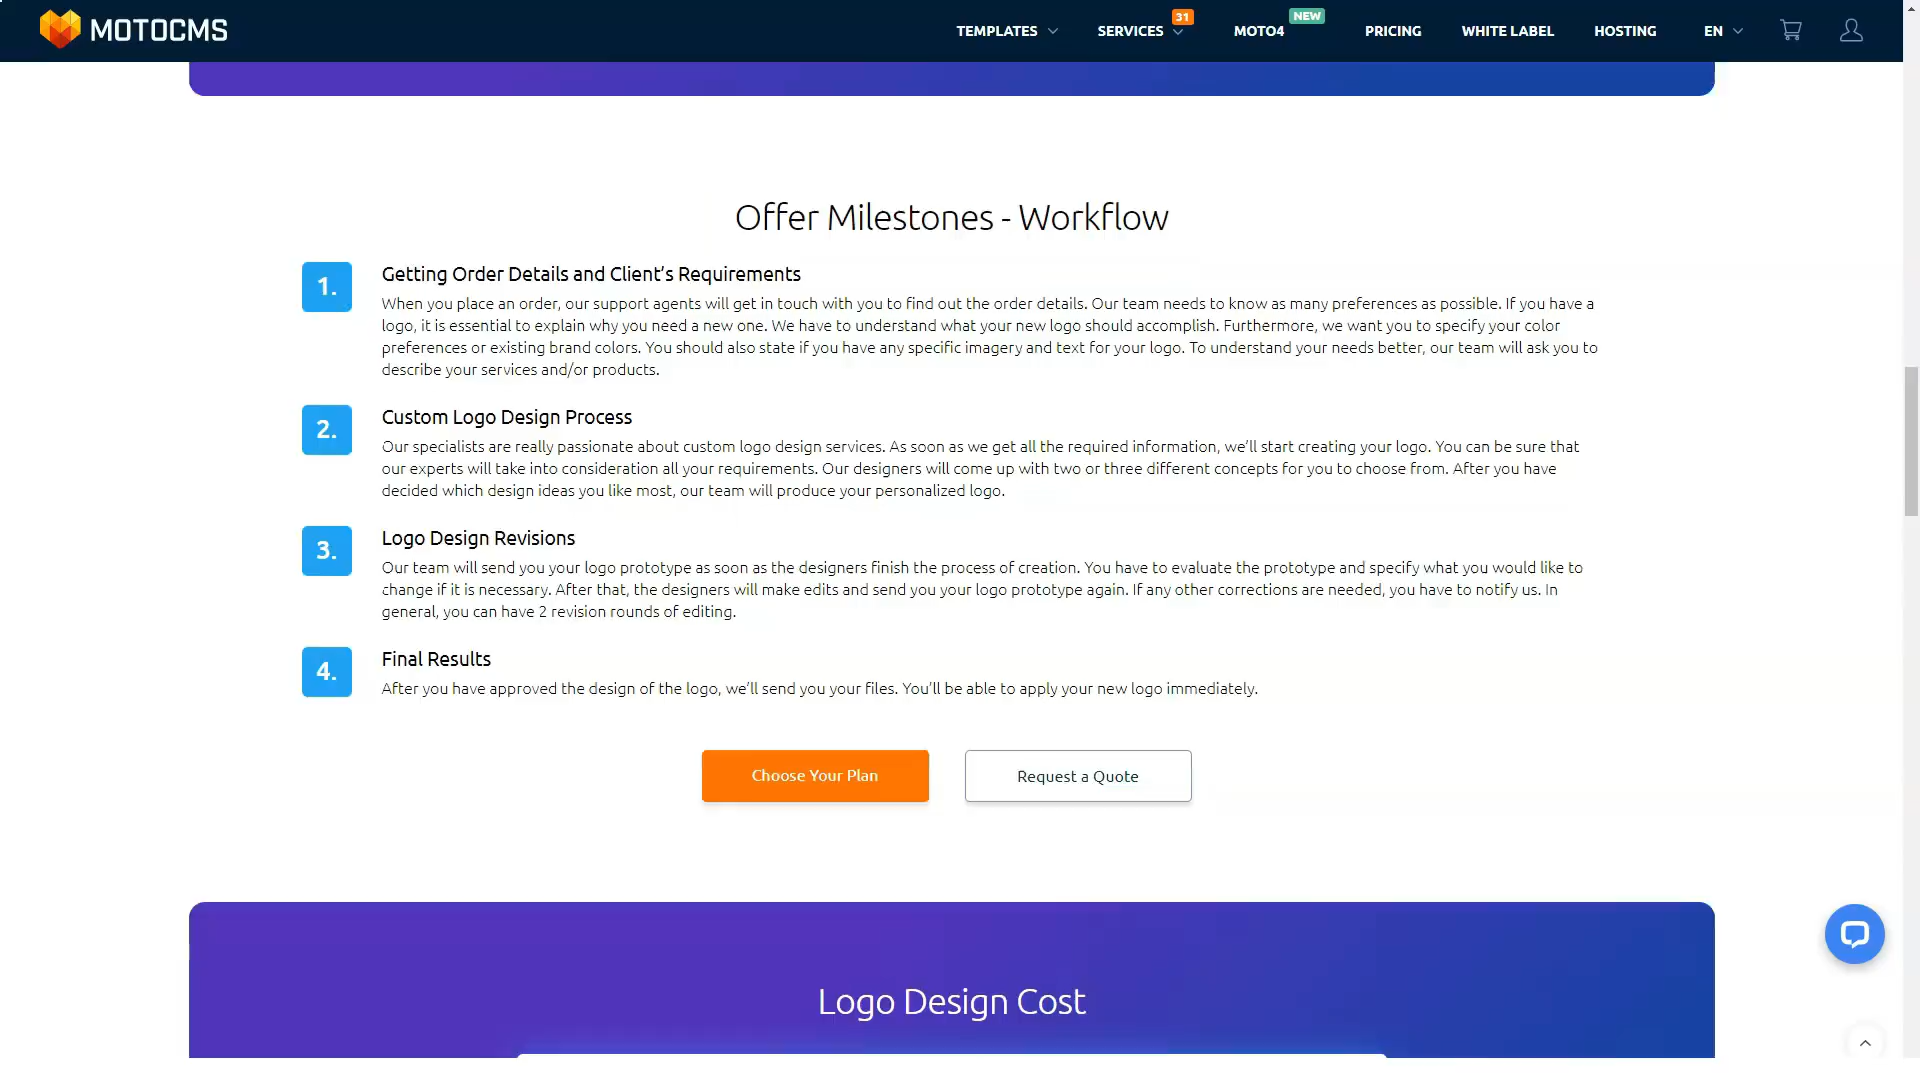 MOTOCMS
TEMPLATES
SERVICES
31
MOTO4
NEW
PRICING
WHITE LABEL
HOSTING
EN
Offer Milestones - Workflow
1.
Getting Order Details and Client’s Requirements
When you place an order, our support agents will get in touch with you to find out the order details. Our team needs to know as many preferences as possible. If you have a
logo, it is essential to explain why you need a new one. We have to understand what your new logo should accomplish. Furthermore, we want you to specify your color
preferences or existing brand colors. You should also state if you have any specific imagery and text for your logo. To understand your needs better, our team will ask you to
describe your services and/or products.
2.
Custom Logo Design Process
Our specialists are really passionate about custom logo design services. As soon as we get all the required information, we’ll start creating your logo. You can be sure that
our experts will take into consideration all your requirements. Our designers will come up with two or three different concepts for you to choose from. After you have
decided which design ideas you like most, our team will produce your personalized logo.
3.
Logo Design Revisions
Our team will send you your logo prototype as soon as the designers finish the process of creation. You have to evaluate the prototype and specify what you would like to
change if it is necessary. After that, the designers will make edits and send you your logo prototype again. If any other corrections are needed, you have to notify us. In
general, you can have 2 revision rounds of editing.
4.
Final Results
After you have approved the design of the logo, we’ll send you your files. You’ll be able to apply your new logo immediately.
Choose Your Plan
Request a Quote
Logo Design Cost